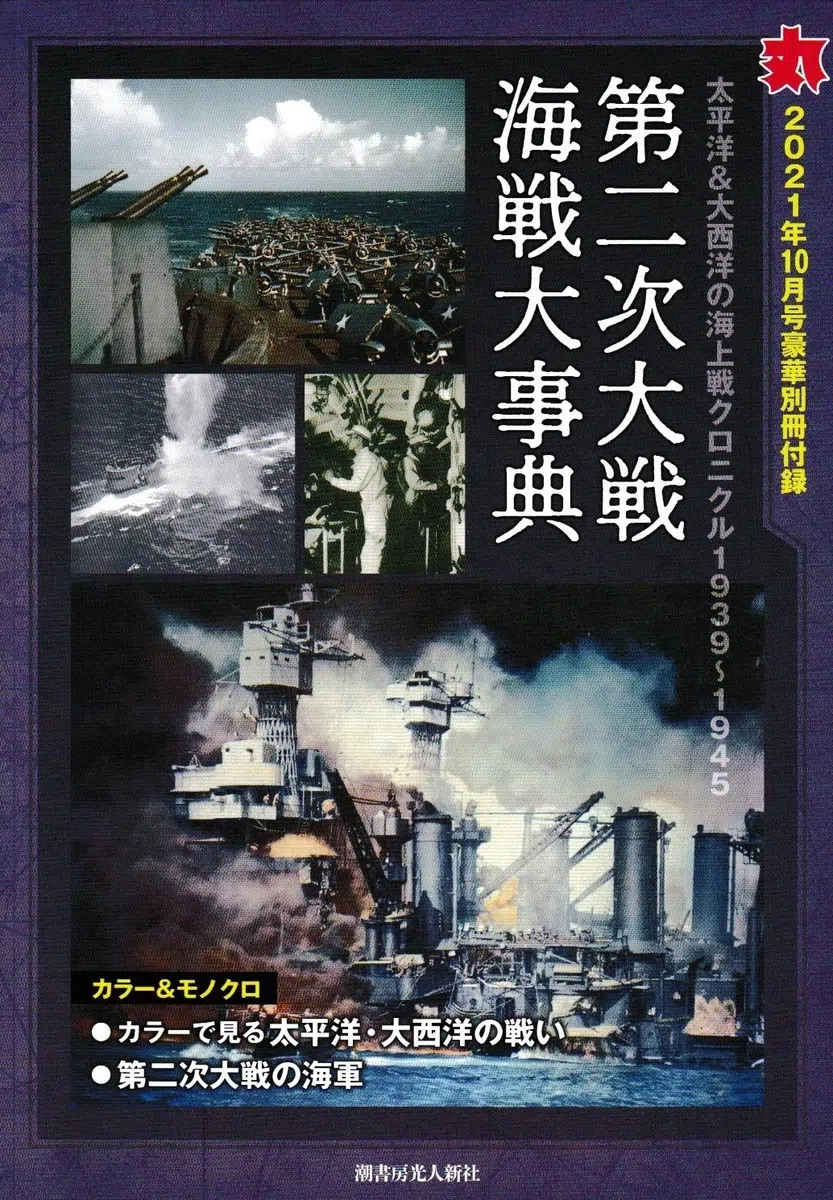 丸
2021年10月号豪華別冊付録
太平洋&大西洋の海上戦クロニクル1939~1945
第二次大戦
海戦大事典
カラー&モノクロ
●カラーで見る太平洋・大西洋の戦い
●第二次大戦の海軍
潮書房光人新社